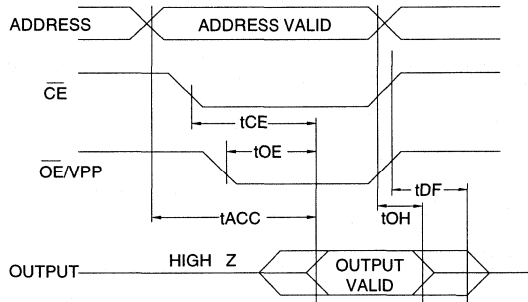 ADDRESS
ADDRESS VALID
CE
tCE
tOE
OE/VPP
tDF
tACC
tOH
HIGH Z
OUTPUT
OUTPUT
VALID